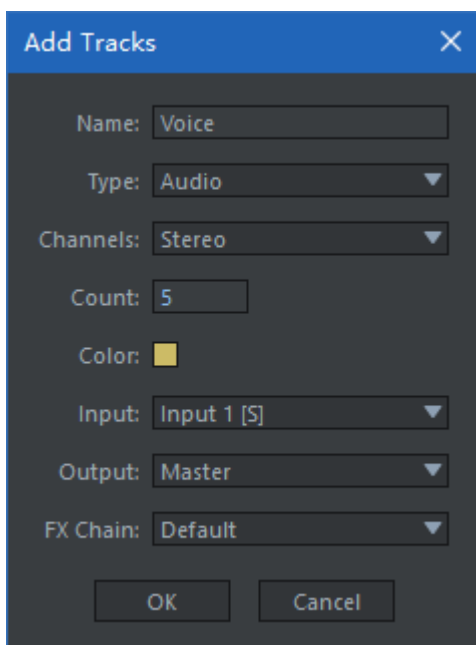 Add Tracks
Name: Voice
Type: Audio
Channels: Stereo
Count: 5
Color:
Input: Input 1 [S]
Output: Master
FX Chain: Default
OK Cancel